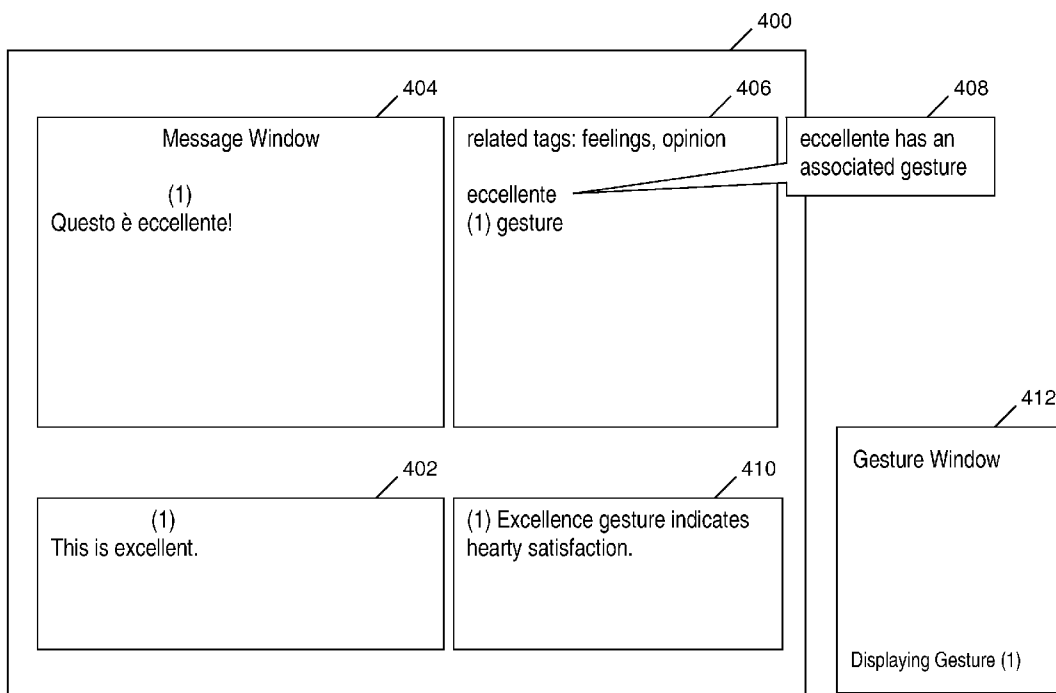 400
404
406
408
Message Window
related tags: feelings, opinion
eccellente has an
associated gesture
(1)
Questo è eccellente!
eccellente
(1) gesture
412
Gesture Window
402
410
(1)
This is excellent.
(1) Excellence gesture indicates
hearty satisfaction.
Displaying Gesture (1)